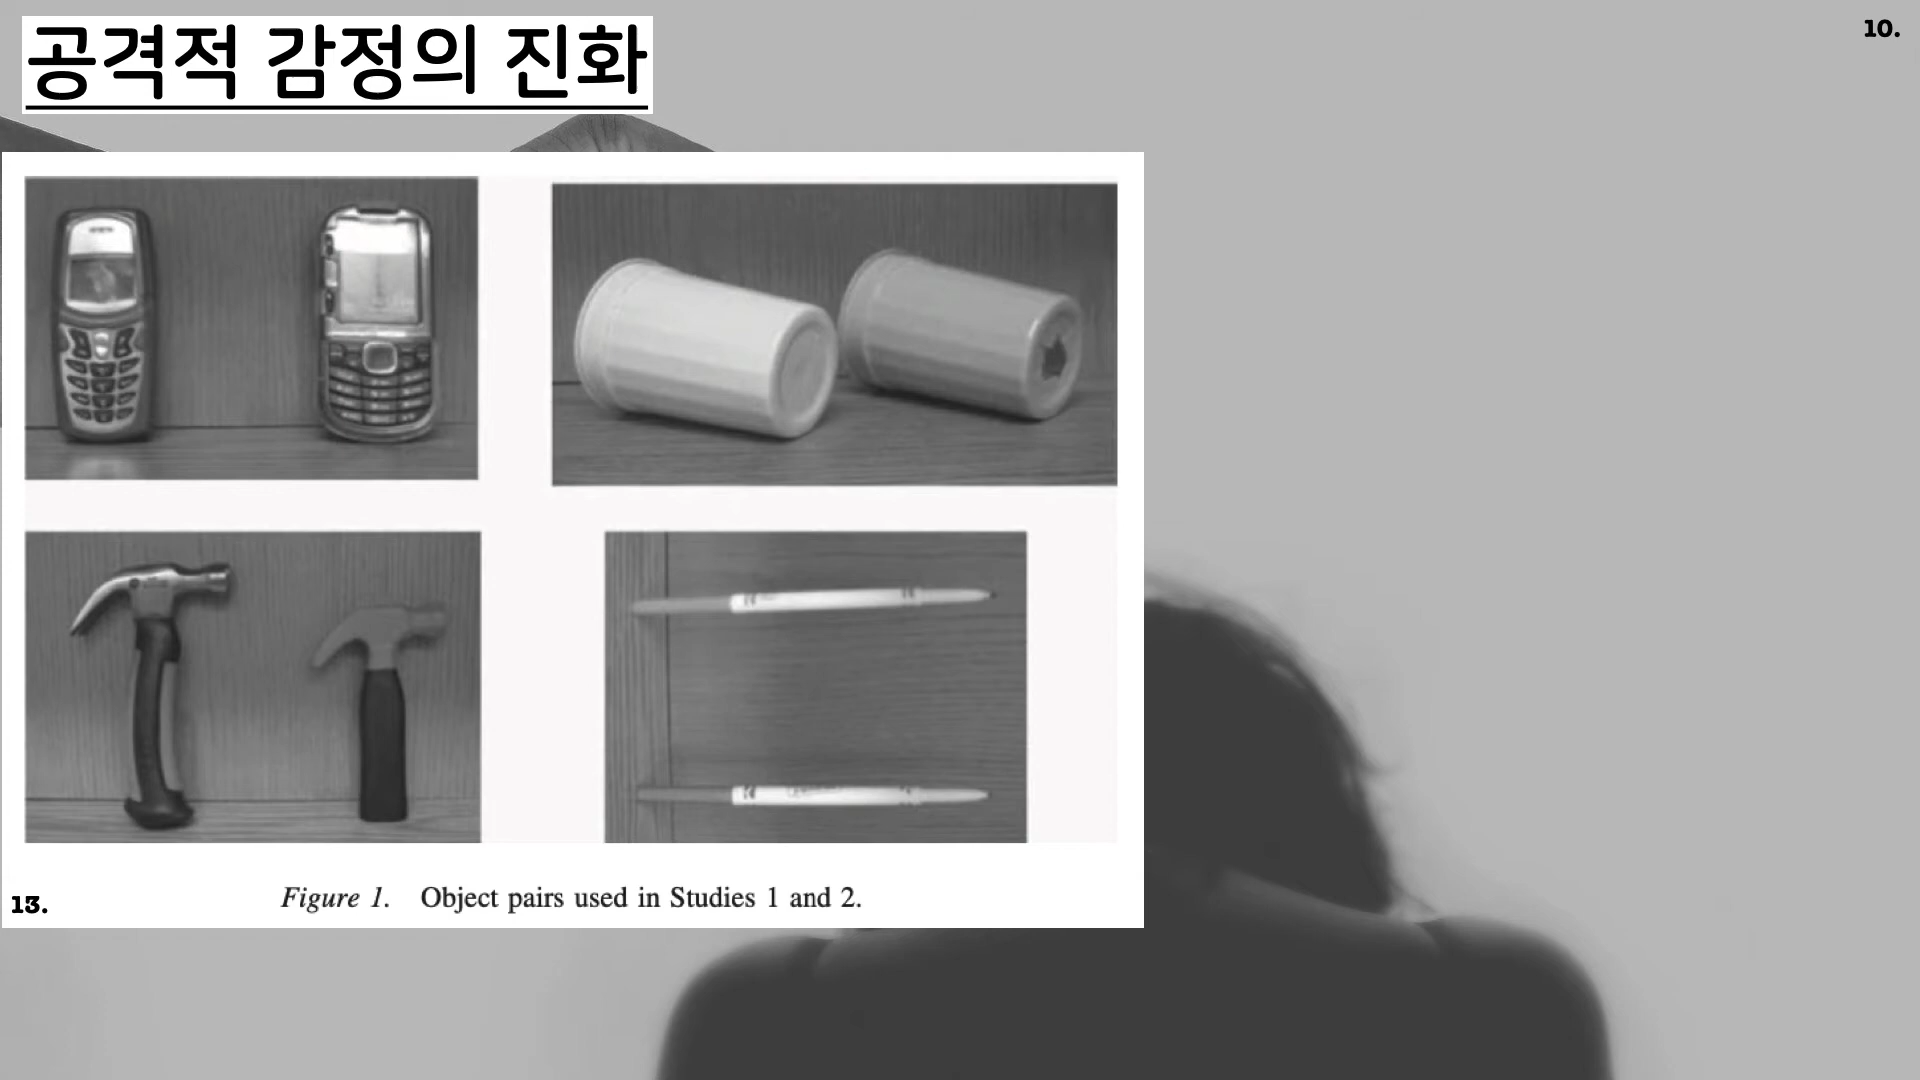 공격적 감정의 진화
10.
13.
Figure 1. Object pairs used in Studies 1 and 2.